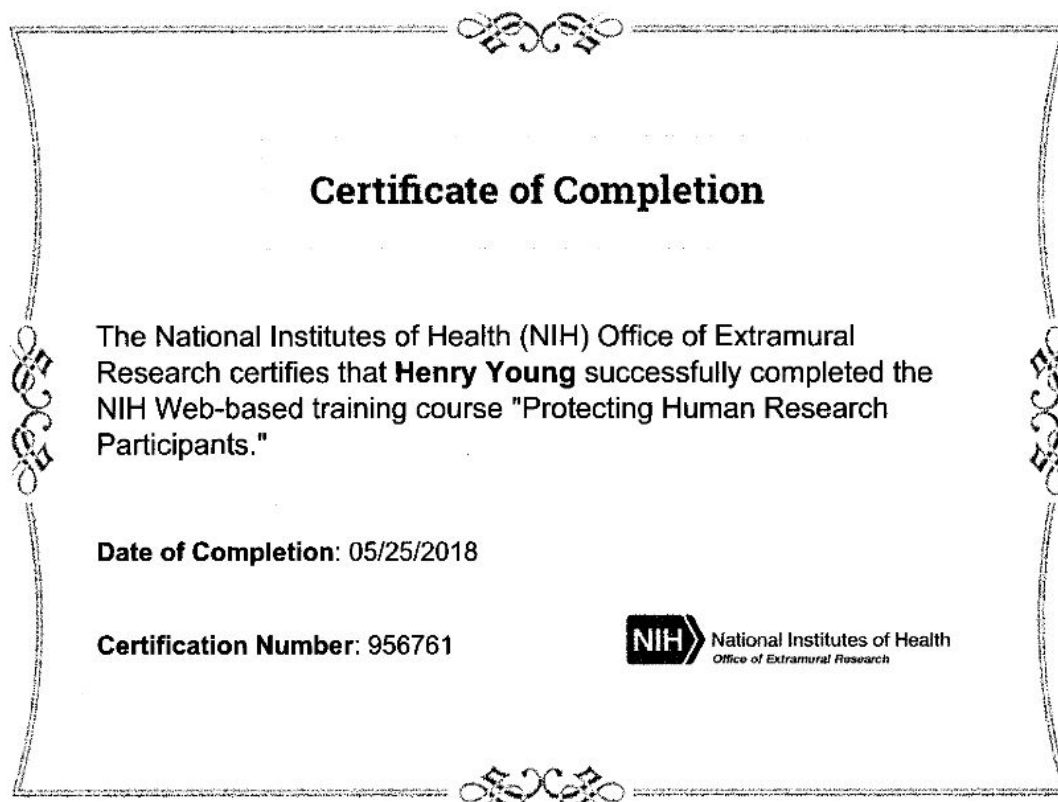 Certificate of Completion
The National Institutes of Health (NIH) Office of Extramural
Research certifies that Henry Young successfully completed the
NIH Web-based training course "Protecting Human Research
Participants."
Date of Completion: 05/25/2018
Certification Number: 956761
NIH National Institutes of Health
Office of Extramural Research